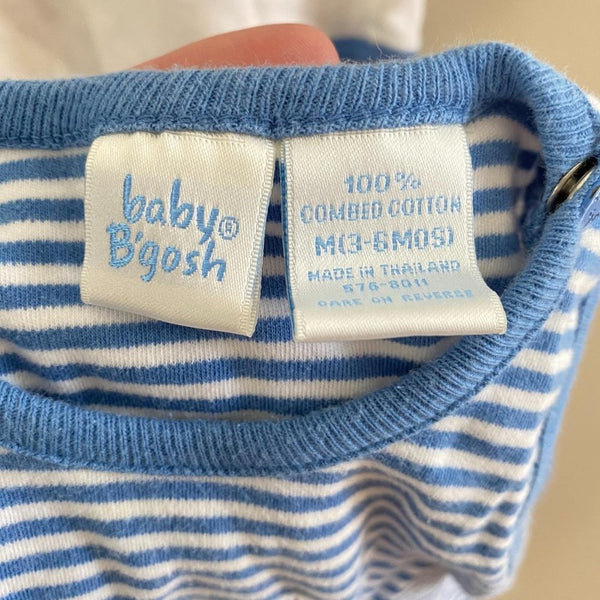 baby®
B'gosh
100%
COMBED COTTON
M(3-6MOS)
MADE IN THAILAND
576-8011
CARE ON REVERSE